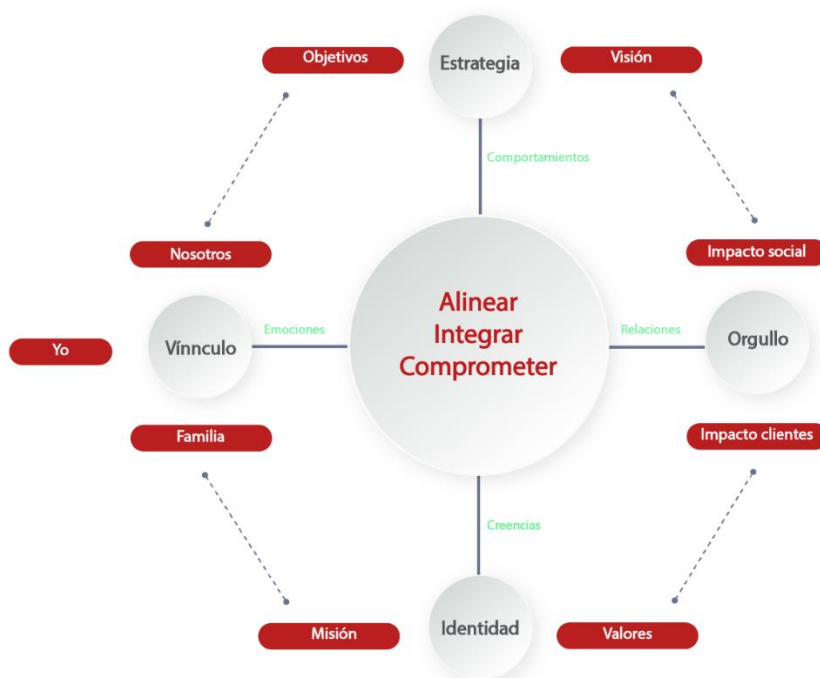 Objetivos
Estrategia
Visión
Comportamientos
Nosotros
Impacto social
Alinear
Integrar
Comprometer
Emociones
Relaciones
Yo
Vínnculo
Orgullo
Familia
Impacto clientes
Creencias
Misión
Identidad
Valores